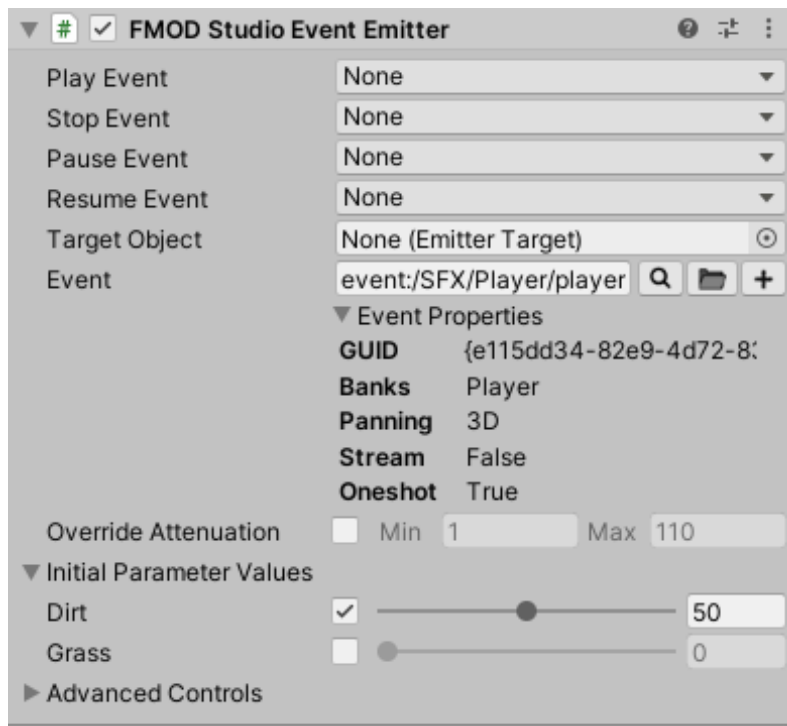 FMOD Studio Event Emitter
Play Event None
Stop Event None
Pause Event None
Resume Event None
Target Object None (Emitter Target)
Event event:/SFX/Player/player
Event Properties
GUID {e115dd34-82e9-4d72-8
Banks Player
Panning 3D
Stream False
Oneshot True
Override Attenuation Min 1 Max 110
Initial Parameter Values
Dirt 50
Grass 0
Advanced Controls